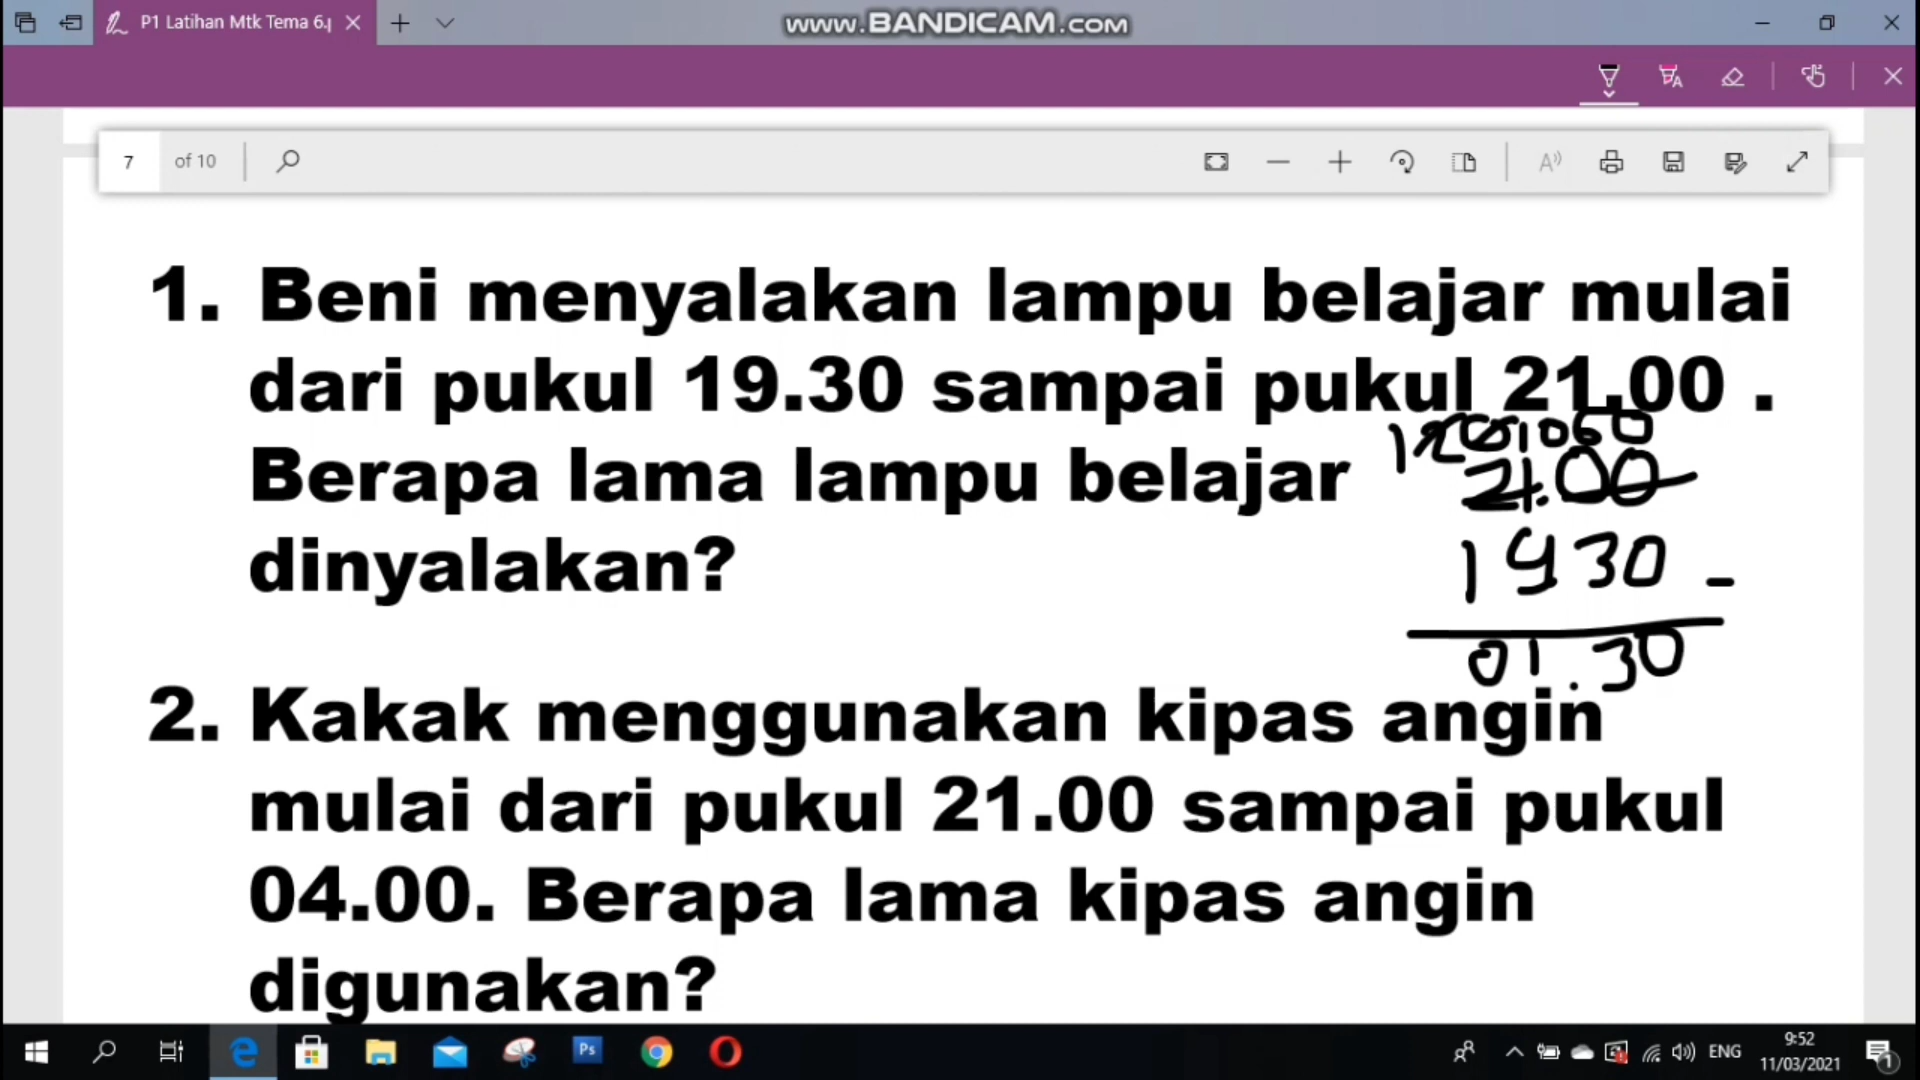 P1 Latihan Mtk Tema 6.p
www.BANDICAM.com
7 of 10
1. Beni menyalakan lampu belajar mulai
dari pukul 19.30 sampai pukul 21.00 .
Berapa lama lampu belajar
dinyalakan?
60
21.00
1930 -
01.30
2. Kakak menggunakan kipas angin
mulai dari pukul 21.00 sampai pukul
04.00. Berapa lama kipas angin
digunakan?
Ps
ENG
9:52
11/03/2021
1